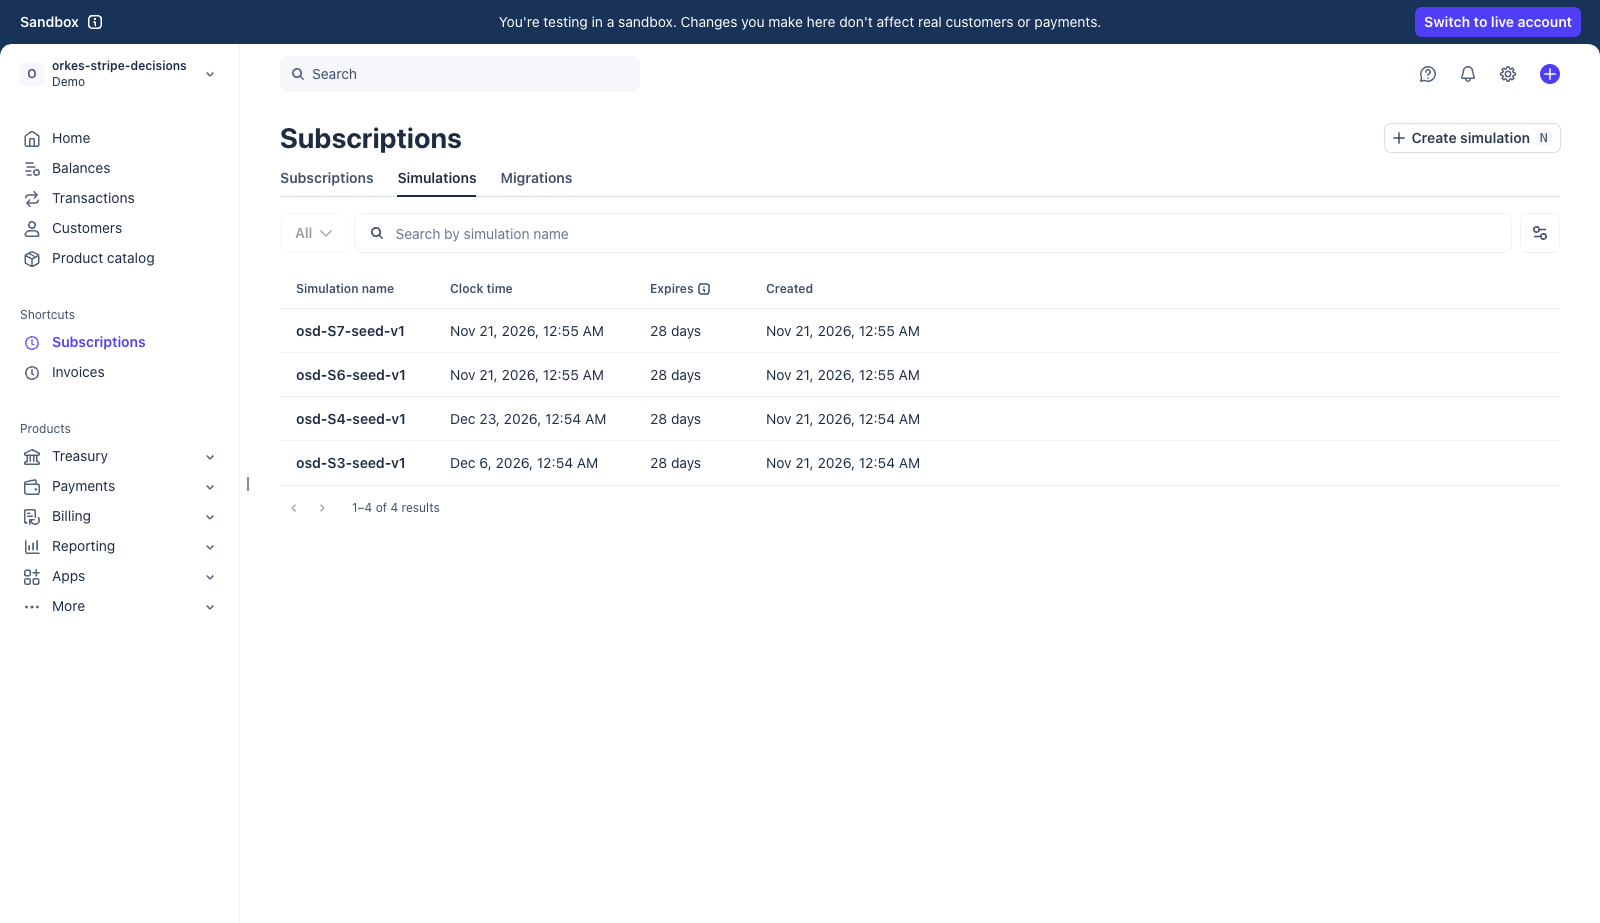 Sandbox
You're testing in a sandbox. Changes you make here don't affect real customers or payments.
Switch to live account
O
orkes-stripe-decisions
Demo
Search
Home
Balances
Transactions
Customers
Product catalog
Shortcuts
Subscriptions
Invoices
Products
Treasury
Payments
Billing
Reporting
Apps
More
Subscriptions
Create simulation N
Subscriptions Simulations Migrations
All
Search by simulation name
Simulation name Clock time Expires Created
osd-S7-seed-v1 Nov 21, 2026, 12:55 AM 28 days Nov 21, 2026, 12:55 AM
osd-S6-seed-v1 Nov 21, 2026, 12:55 AM 28 days Nov 21, 2026, 12:55 AM
osd-S4-seed-v1 Dec 23, 2026, 12:54 AM 28 days Nov 21, 2026, 12:54 AM
osd-S3-seed-v1 Dec 6, 2026, 12:54 AM 28 days Nov 21, 2026, 12:54 AM
1–4 of 4 results